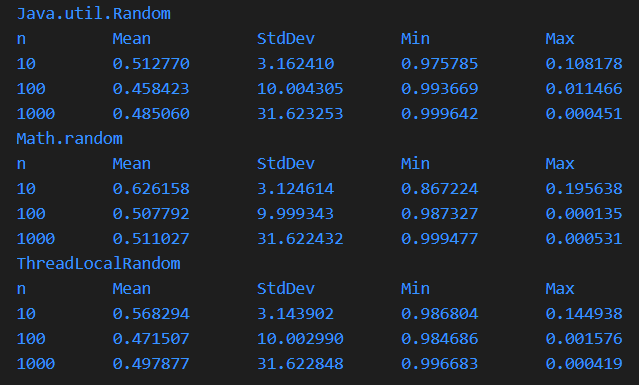 Java.util.Random
n Mean StdDev Min Max
10 0.512770 3.162410 0.975785 0.108178
100 0.458423 10.004305 0.993669 0.011466
1000 0.485060 31.623253 0.999642 0.000451
Math.random
n Mean StdDev Min Max
10 0.626158 3.124614 0.867224 0.195638
100 0.507792 9.999343 0.987327 0.000135
1000 0.511027 31.622432 0.999477 0.000531
ThreadLocalRandom
n Mean StdDev Min Max
10 0.568294 3.143902 0.986804 0.144938
100 0.471507 10.002990 0.984686 0.001576
1000 0.497877 31.622848 0.996683 0.000419